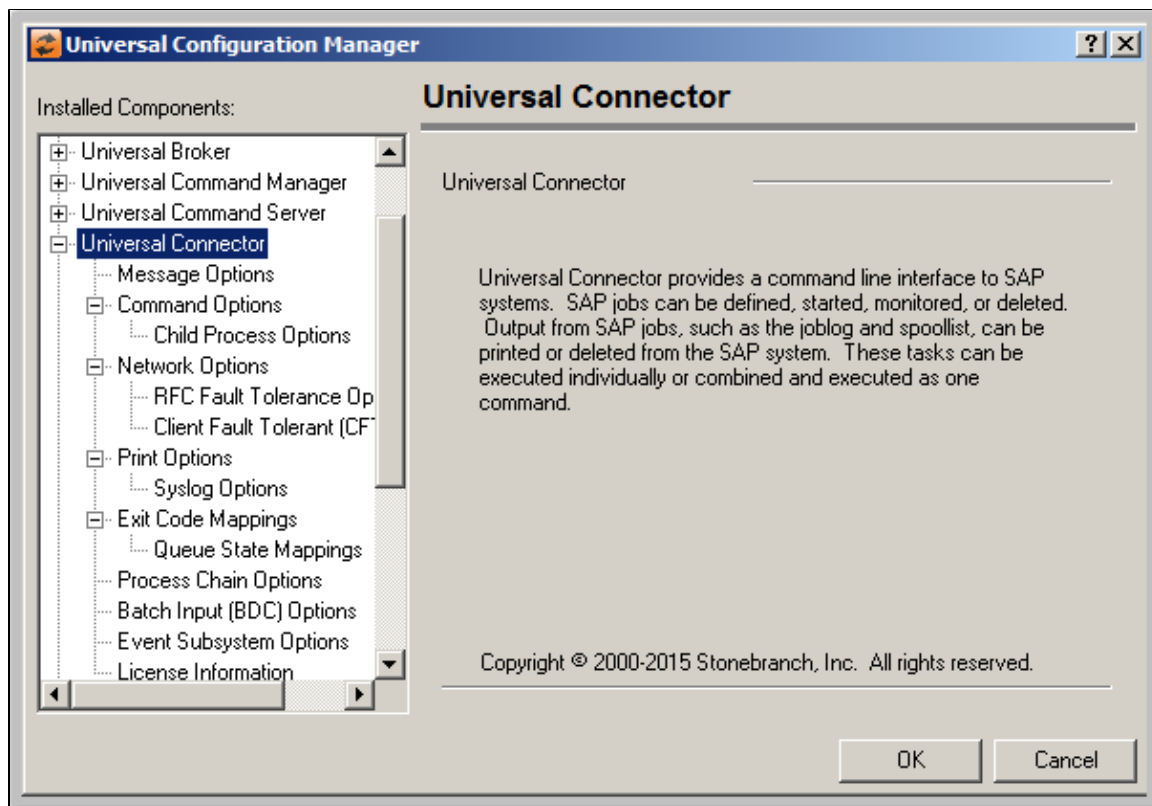 Universal Configuration Manager
Installed Components:
Universal Broker
Universal Command Manager
Universal Command Server
Universal Connector
Message Options
Command Options
Child Process Options
Network Options
RFC Fault Tolerance Op
Client Fault Tolerant (CF
Print Options
Syslog Options
Exit Code Mappings
Queue State Mappings
Process Chain Options
Batch Input (BDC) Options
Event Subsystem Options
License Information
Universal Connector
Universal Connector
Universal Connector provides a command line interface to SAP
systems. SAP jobs can be defined, started, monitored, or deleted.
Output from SAP jobs, such as the joblog and spoollist, can be
printed or deleted from the SAP system. These tasks can be
executed individually or combined and executed as one
command.
Copyright © 2000-2015 Stonebranch, Inc. All rights reserved.
OK Cancel